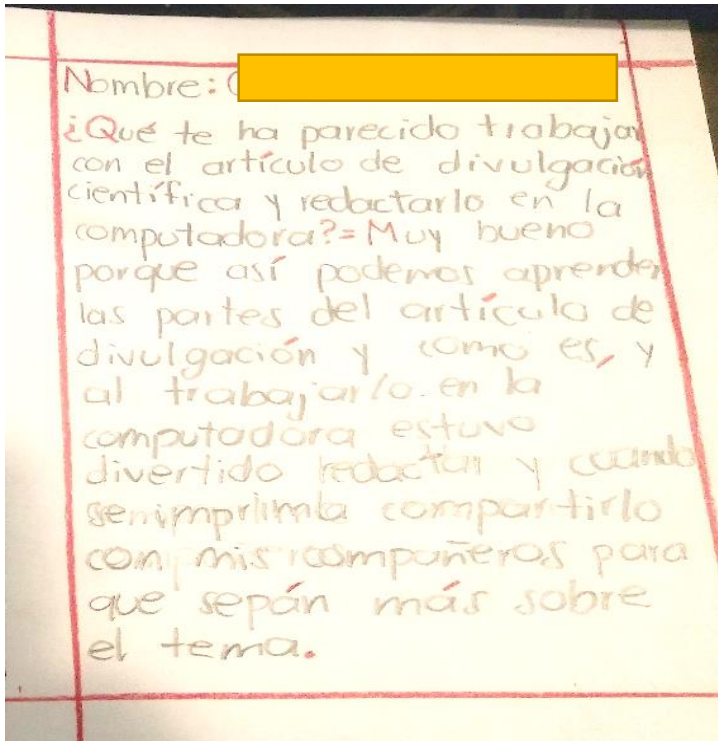 Nombre: (
¿Qué te ha parecido trabajar
con el artículo de divulgación
científica y redactarlo en la
computadora?= Muy bueno
porque así podemos aprender
las partes del artículo de
divulgación y como es, y
al trabajarlo en la
computadora estuvo
divertido redactar y cuando
compartirlo
con mis compañeros para
que sepán más sobre
el tema.